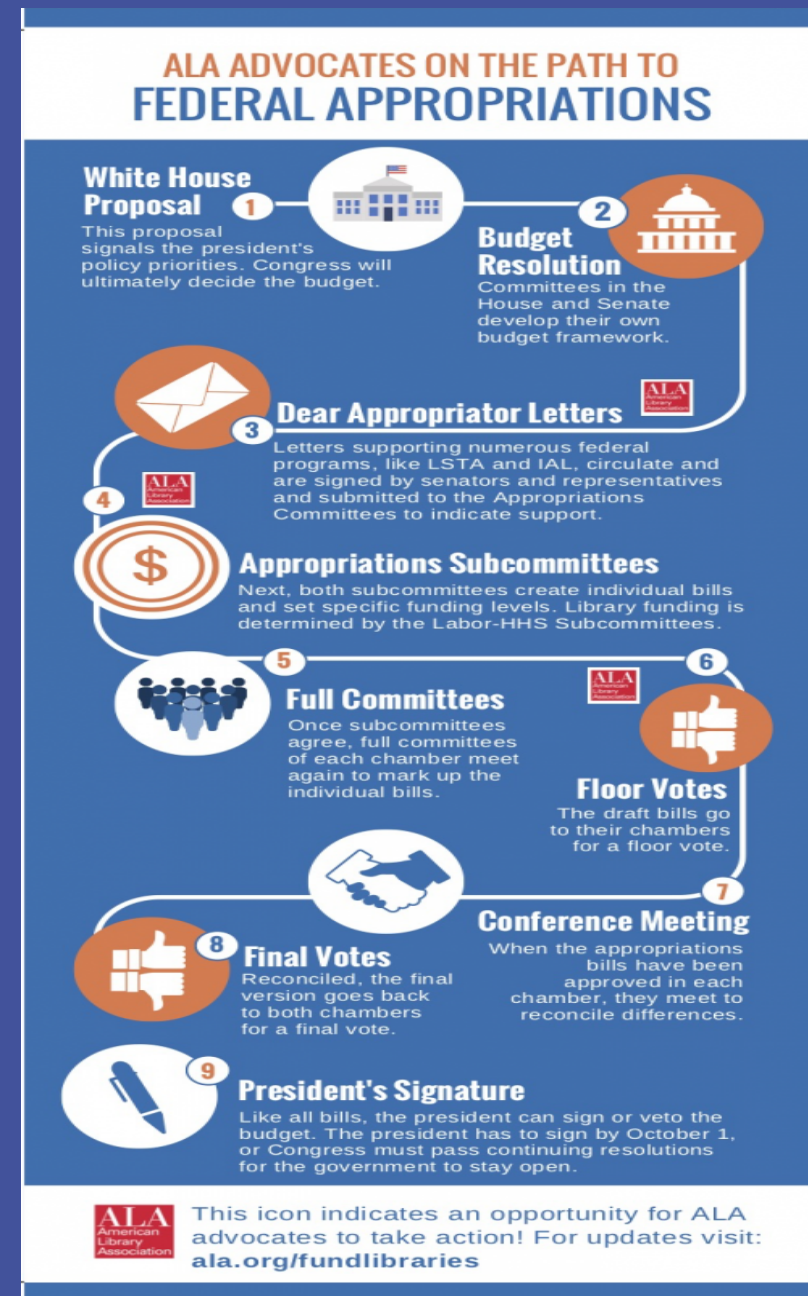 ALA ADVOCATES ON THE PATH TO
FEDERAL APPROPRIATIONS
White House
Proposal 1
This proposal
signals the president's
policy priorities. Congress will
ultimately decide the budget.
2
Budget
Resolution
Committees in the
House and Senate
develop their own
budget framework.
ALA
American
Library
Association
3 Dear Appropriator Letters
Letters supporting numerous federal
programs, like LSTA and IAL, circulate and
are signed by senators and representatives
and submitted to the Appropriations
Committees to indicate support.
4
ALA
American
Library
Association
$
Appropriations Subcommittees
Next, both subcommittees create individual bills
and set specific funding levels. Library funding is
determined by the Labor-HHS Subcommittees.
5
Full Committees
Once subcommittees
agree, full committees
of each chamber meet
again to mark up the
individual bills.
6
ALA
American
Library
Association
Floor Votes
The draft bills go
to their chambers
for a floor vote.
7
Conference Meeting
When the appropriations
bills have been
approved in each
chamber, they meet to
reconcile differences.
8 Final Votes
Reconciled, the final
version goes back
to both chambers
for a final vote.
9
President's Signature
Like all bills, the president can sign or veto the
budget. The president has to sign by October 1,
or Congress must pass continuing resolutions
for the government to stay open.
ALA
American
Library
Association
This icon indicates an opportunity for ALA
advocates to take action! For updates visit:
ala.org/fundlibraries